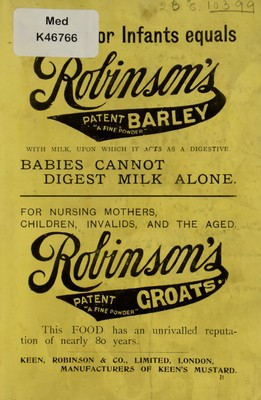 2 B G. 10399
Med
K46766
or Infants equals
Robinson's
PATENT BARLEY
"A FINE POWDER"
WITH MILK, UPON WHICH IT ACTS AS A DIGESTIVE
BABIES CANNOT
DIGEST MILK ALONE.
FOR NURSING MOTHERS,
CHILDREN, INVALIDS, AND THE AGED.
Robinson's
PATENT GROATS.
"A FINE POWDER"
This FOOD has an unrivalled reputa-
tion of nearly 80 years.
KEEN, ROBINSON & CO., LIMITED, LONDON,
MANUFACTURERS OF KEEN'S MUSTARD.
B